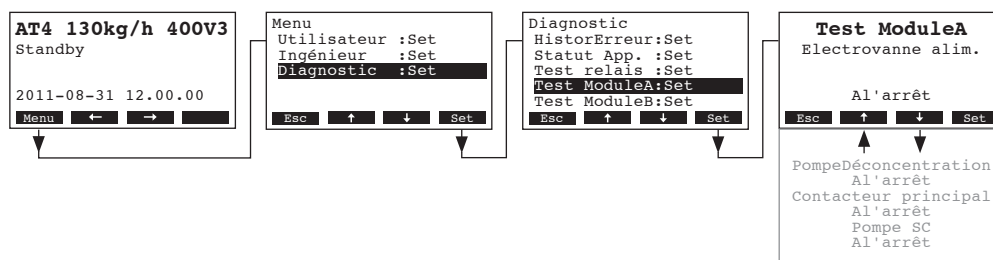 AT4 130kg/h 400V3
Standby
2011-08-31 12.00.00
Menu ← →
Menu
Utilisateur :Set
Ingénieur :Set
Diagnostic :Set
Esc ↑ ↓ Set
Diagnostic
HistorErreur:Set
Statut App. :Set
Test relais :Set
Test ModuleA:Set
Test ModuleB:Set
Esc ↑ ↓ Set
Test ModuleA
Electrovanne alim.
Al'arrêt
Esc ↑ ↓ Set
PompeDéconcentration
Al'arrêt
Contacteur principal
Al'arrêt
Pompe SC
Al'arrêt